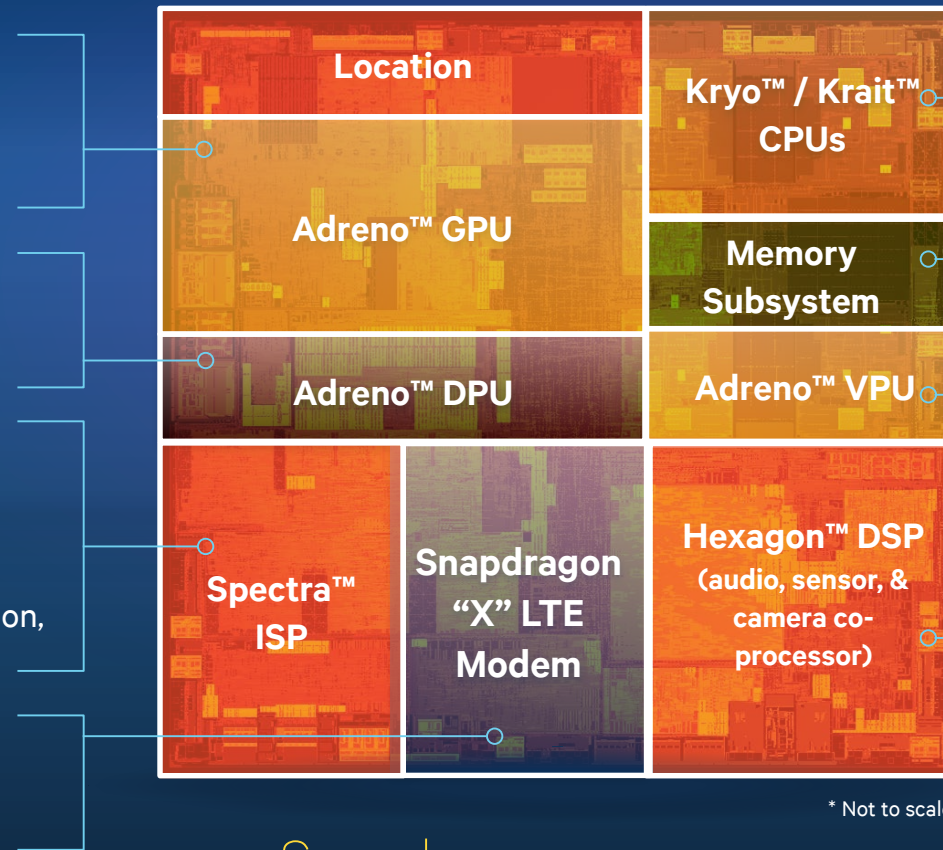 Location
Kryo™ / Krait™
CPUs
Adreno™ GPU
Memory
Subsystem
Adreno™ DPU
Adreno™ VPU
Spectra™
ISP
Snapdragon
“X” LTE
Modem
Hexagon™ DSP
(audio, sensor, &
camera co-
processor)
on,
* Not to scale